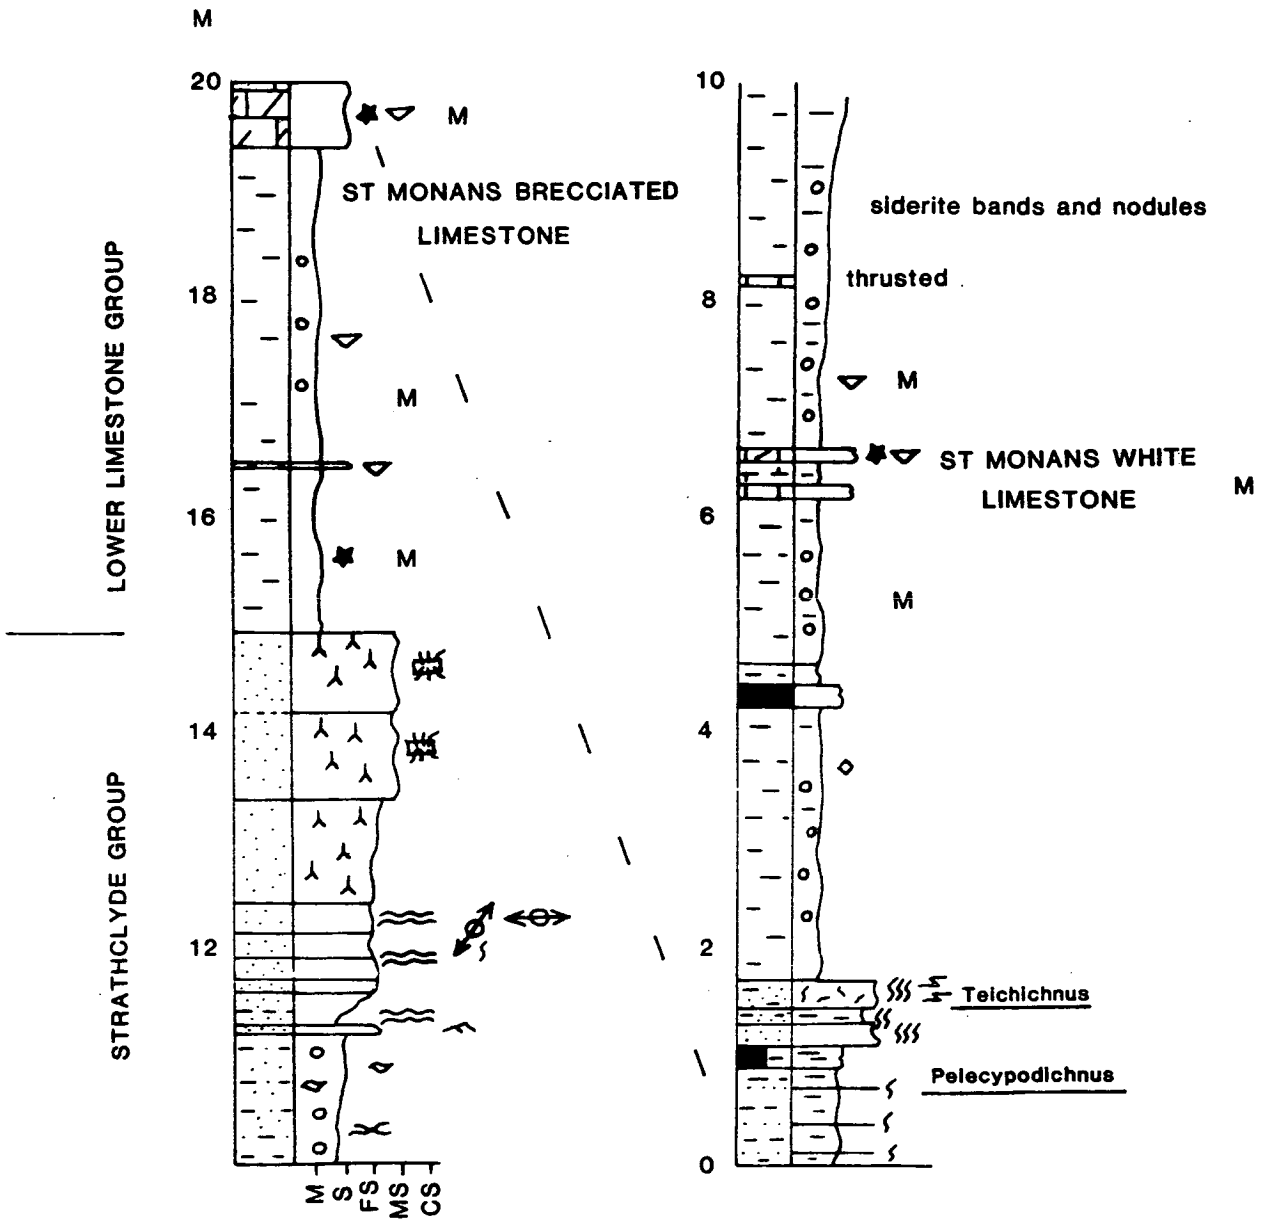 M
20
M
ST MONANS BRECCIATED
LIMESTONE
18
M
16
M
14
12
LOWER LIMESTONE GROUP
STRATHCLYDE GROUP
M
S
FS
MS
CS
10
siderite bands and nodules
thrusted
8
M
ST MONANS WHITE
LIMESTONE
M
6
M
4
2
Teichichnus
Pelecypodichnus
0